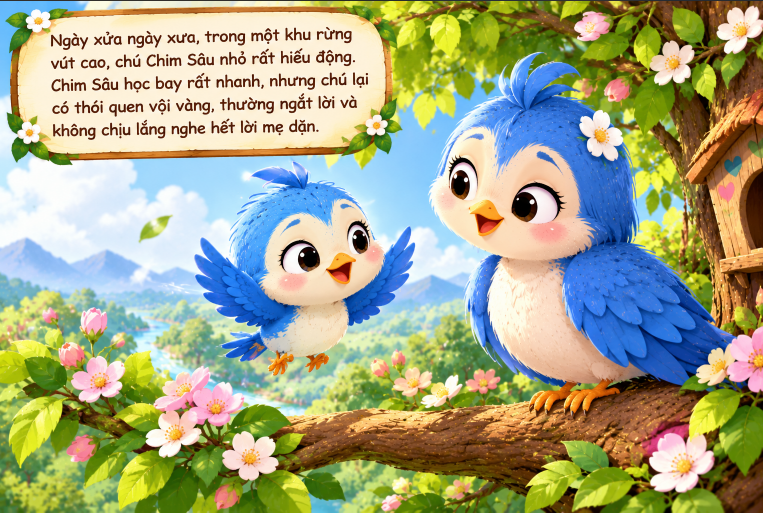 Ngày xửa ngày xưa, trong một khu rừng
vút cao, chú Chim Sâu nhỏ rất hiếu động.
Chim Sâu học bay rất nhanh, nhưng chú lại
có thói quen vội vàng, thường ngắt lời và
không chịu lắng nghe hết lời mẹ dặn.